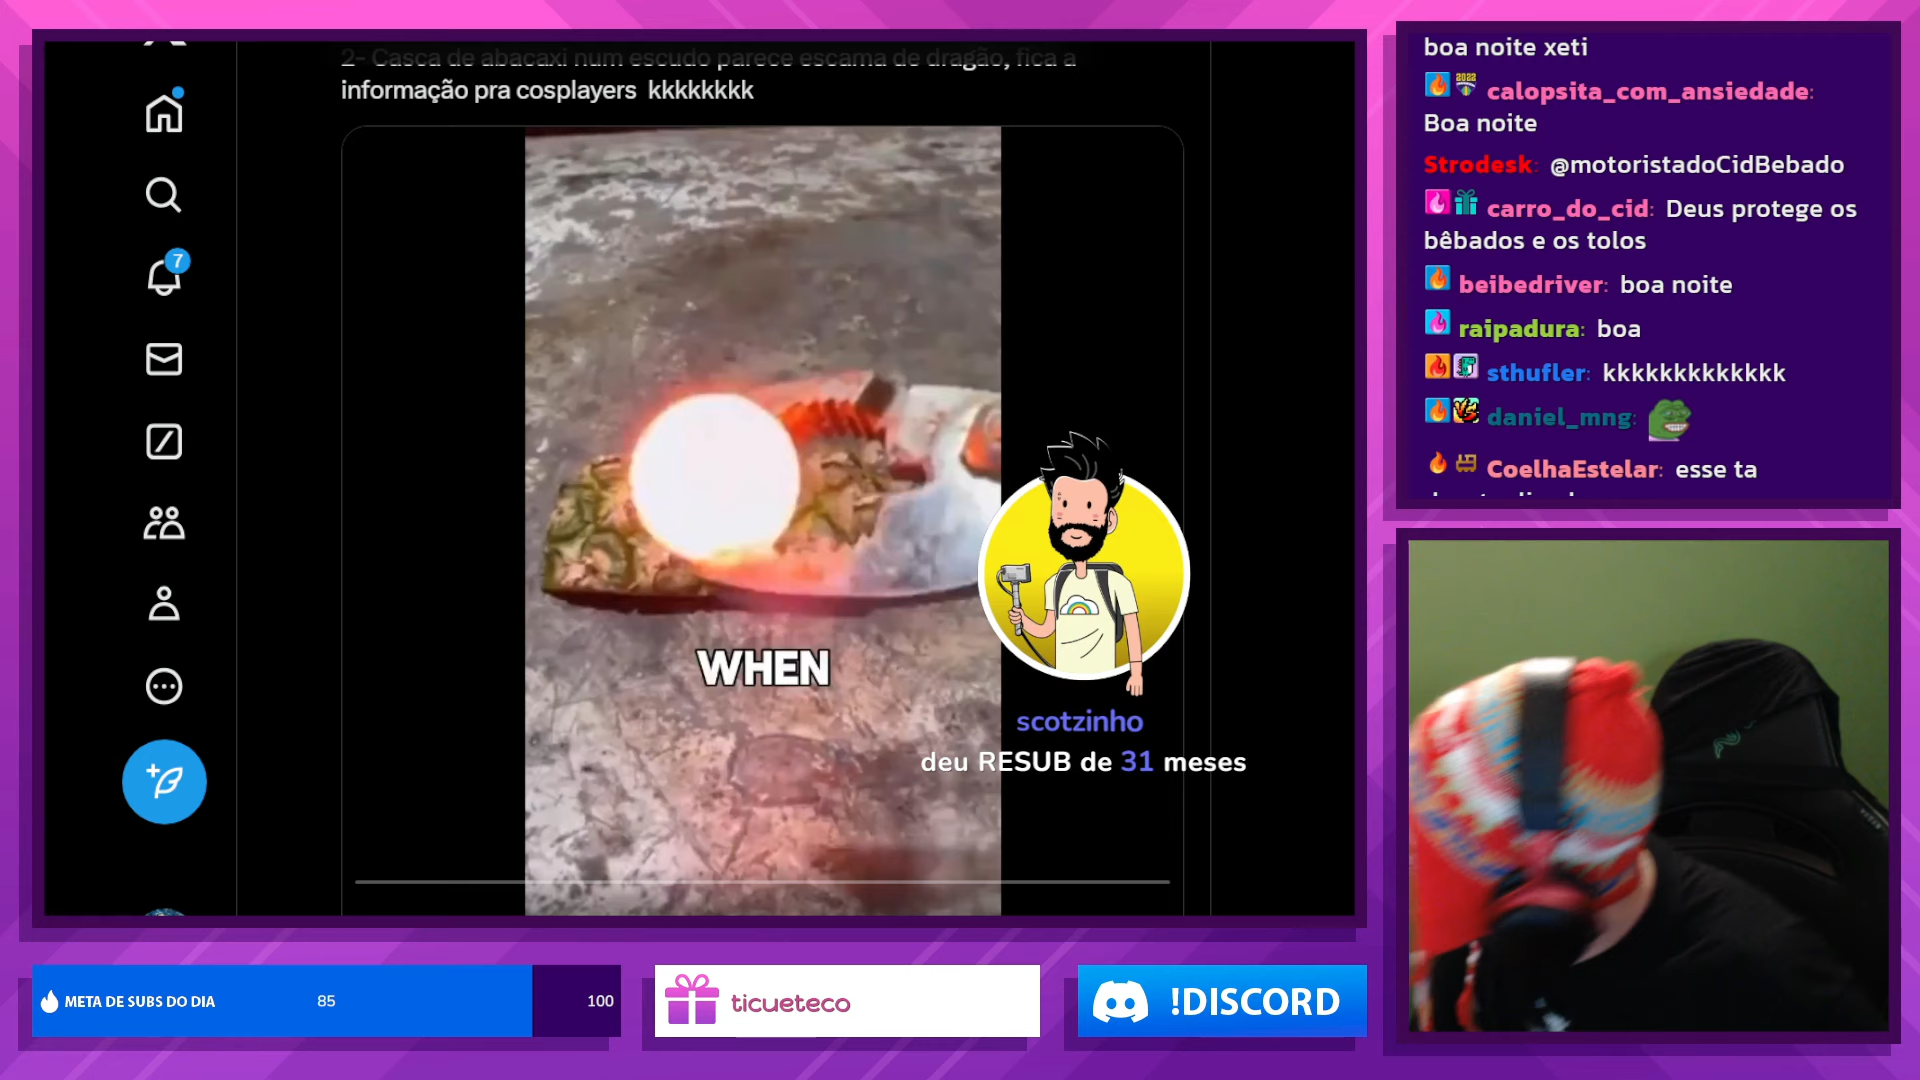 2- Casca de abacaxi num escudo parece escama de dragão, fica a
informação pra cosplayers  kkkkkkkk
7
WHEN
scotzinho
deu RESUB de 31 meses
boa noite xeti
2022
calopsita_com_ansiedade:
Boa noite
Strodesk: @motoristadoCidBebado
carro_do_cid: Deus protege os
bêbados e os tolos
beibedriver: boa noite
raipadura: boa
sthufler: kkkkkkkkkkkkk
daniel_mng:
CoelhaEstelar: esse ta
META DE SUBS DO DIA 85 100
ticueteco
!DISCORD